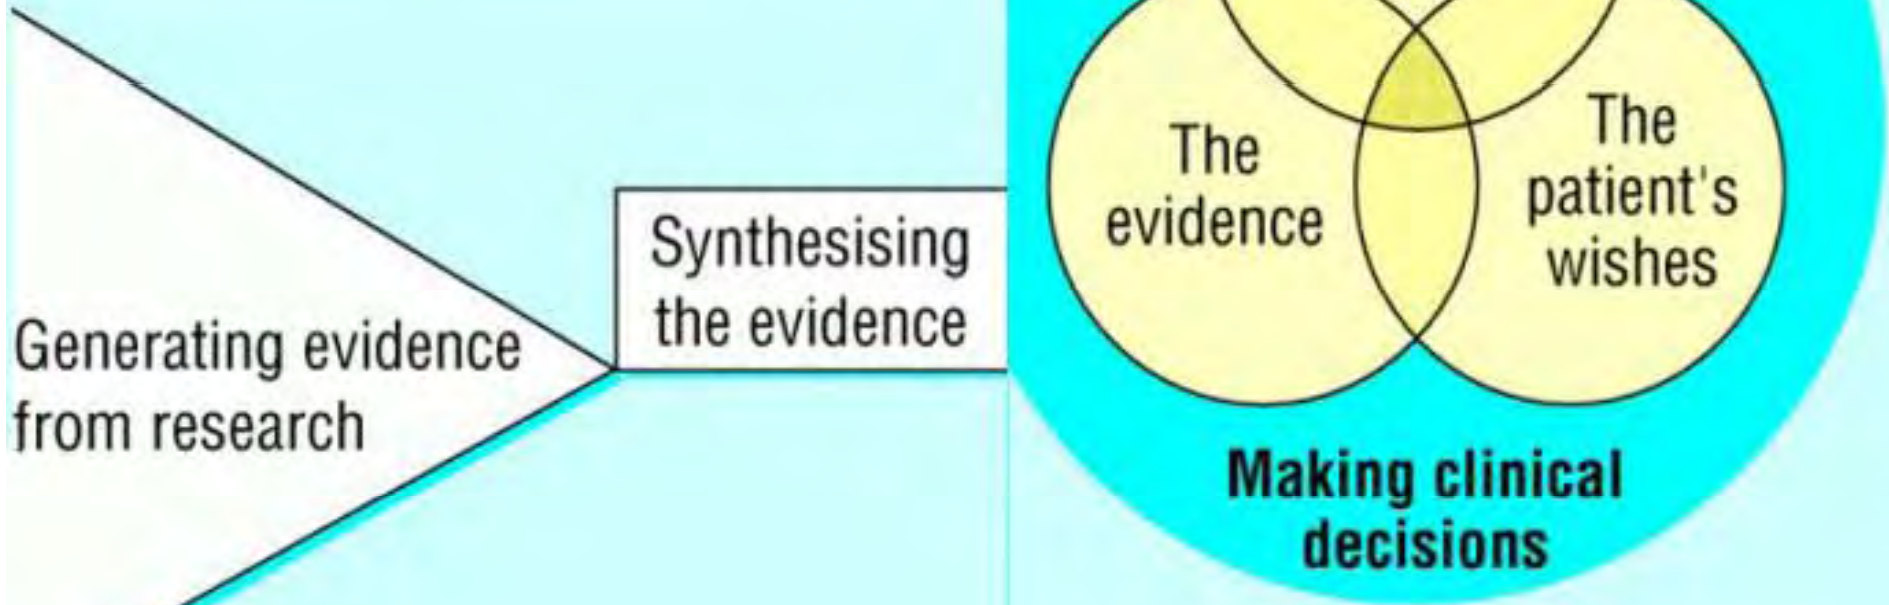 Generating evidence
from research
Synthesising
the evidence
The
evidence
The
patient's
wishes
Making clinical
decisions